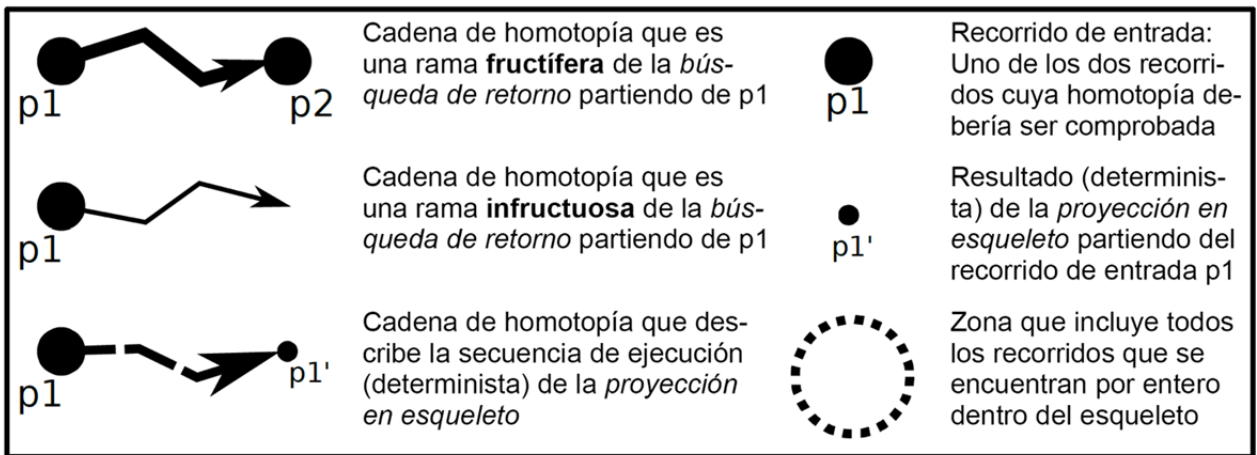 p1
p2
Cadena de homotopía que es
una rama fructífera de la bús-
queda de retorno partiendo de p1
p1
Recorrido de entrada:
Uno de los dos recorri-
dos cuya homotopía de-
bería ser comprobada
p1
Cadena de homotopía que es
una rama infructuosa de la bús-
queda de retorno partiendo de p1
p1'
Resultado (determinis-
ta) de la proyección en
esqueleto partiendo del
recorrido de entrada p1
p1
p1'
Cadena de homotopía que des-
cribe la secuencia de ejecución
(determinista) de la proyección
en esqueleto
Zona que incluye todos
los recorridos que se
encuentran por entero
dentro del esqueleto